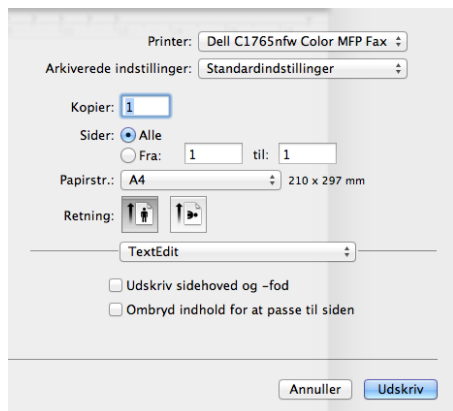 Printer: Dell C1765nfw Color MFP Fax
Arkiverede indstillinger: Standardindstillinger
Kopier: 1
Sider: Alle
Fra: 1 til: 1
Papirstr.: A4 210 x 297 mm
Retning:
TextEdit
Udskriv sidehoved og -fod
Ombryd indhold for at passe til siden
Annuller Udskriv